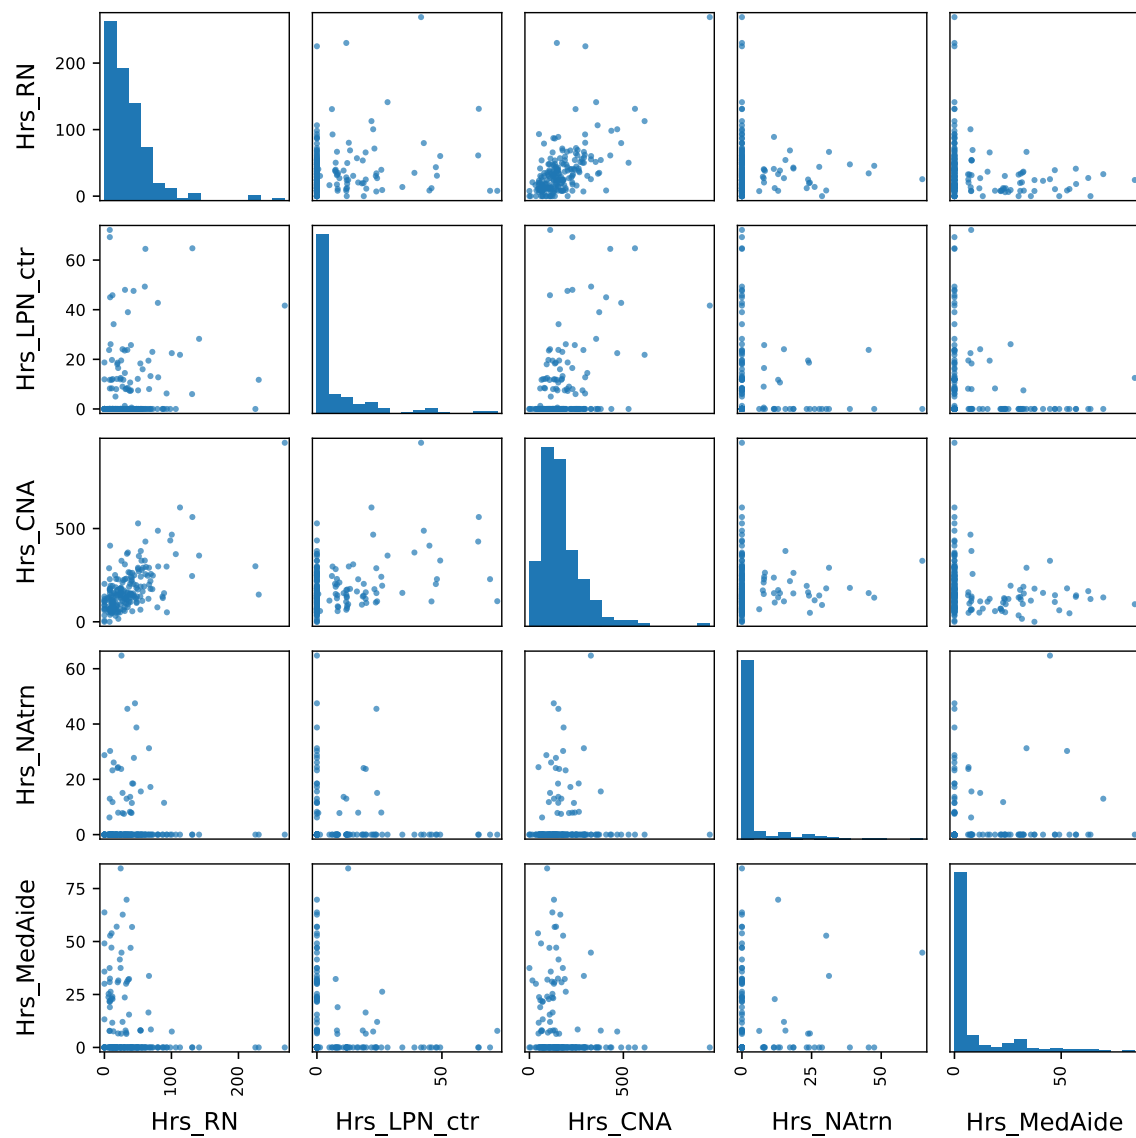 Hrs_RN
200
100
0
Hrs_LPN_ctr
60
40
20
0
Hrs_CNA
500
0
Hrs_NAtrn
60
40
20
0
Hrs_MedAide
75
50
25
0
0 100 200 0 50 0 500 0 25 50 0 50
Hrs_RN Hrs_LPN_ctr Hrs_CNA Hrs_NAtrn Hrs_MedAide